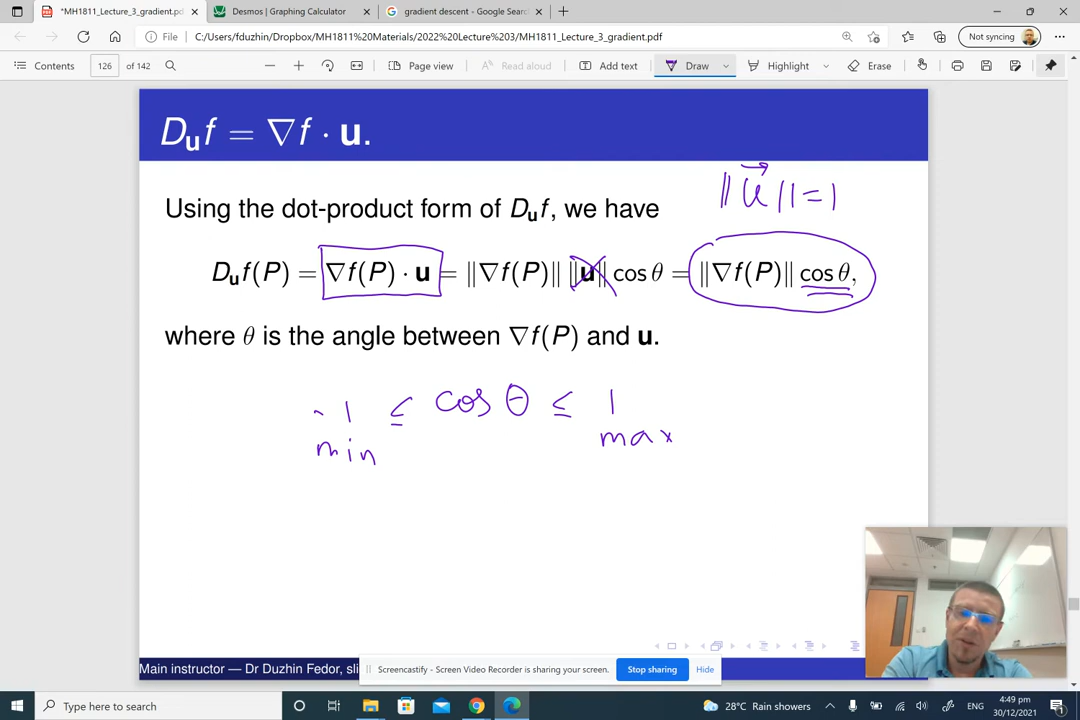 *MH1811_Lecture_3_gradient.pdf
Desmos | Graphing Calculator
gradient descent - Google Searc
File
C:/Users/fduzhin/Dropbox/MH1811%20Materials/2022%20Lecture%203/MH1811_Lecture_3_gradient.pdf
Not syncing
Contents
126 of 142
Page view
Read aloud
Add text
Draw
Highlight
Erase
D_u f = ∇f · u.
‖u⃗‖ = 1
Using the dot-product form of D_u f, we have
D_u f(P) = ∇f(P) · u = ‖∇f(P)‖ ‖u‖ cos θ = ‖∇f(P)‖ cos θ,
where θ is the angle between ∇f(P) and u.
-1 ≤ cos θ ≤ 1
min max
Main instructor — Dr Duzhin Fedor, sli
Screencastify - Screen Video Recorder is sharing your screen.
Stop sharing
Hide
Type here to search
28°C Rain showers
ENG
4:49 pm
30/12/2021
1